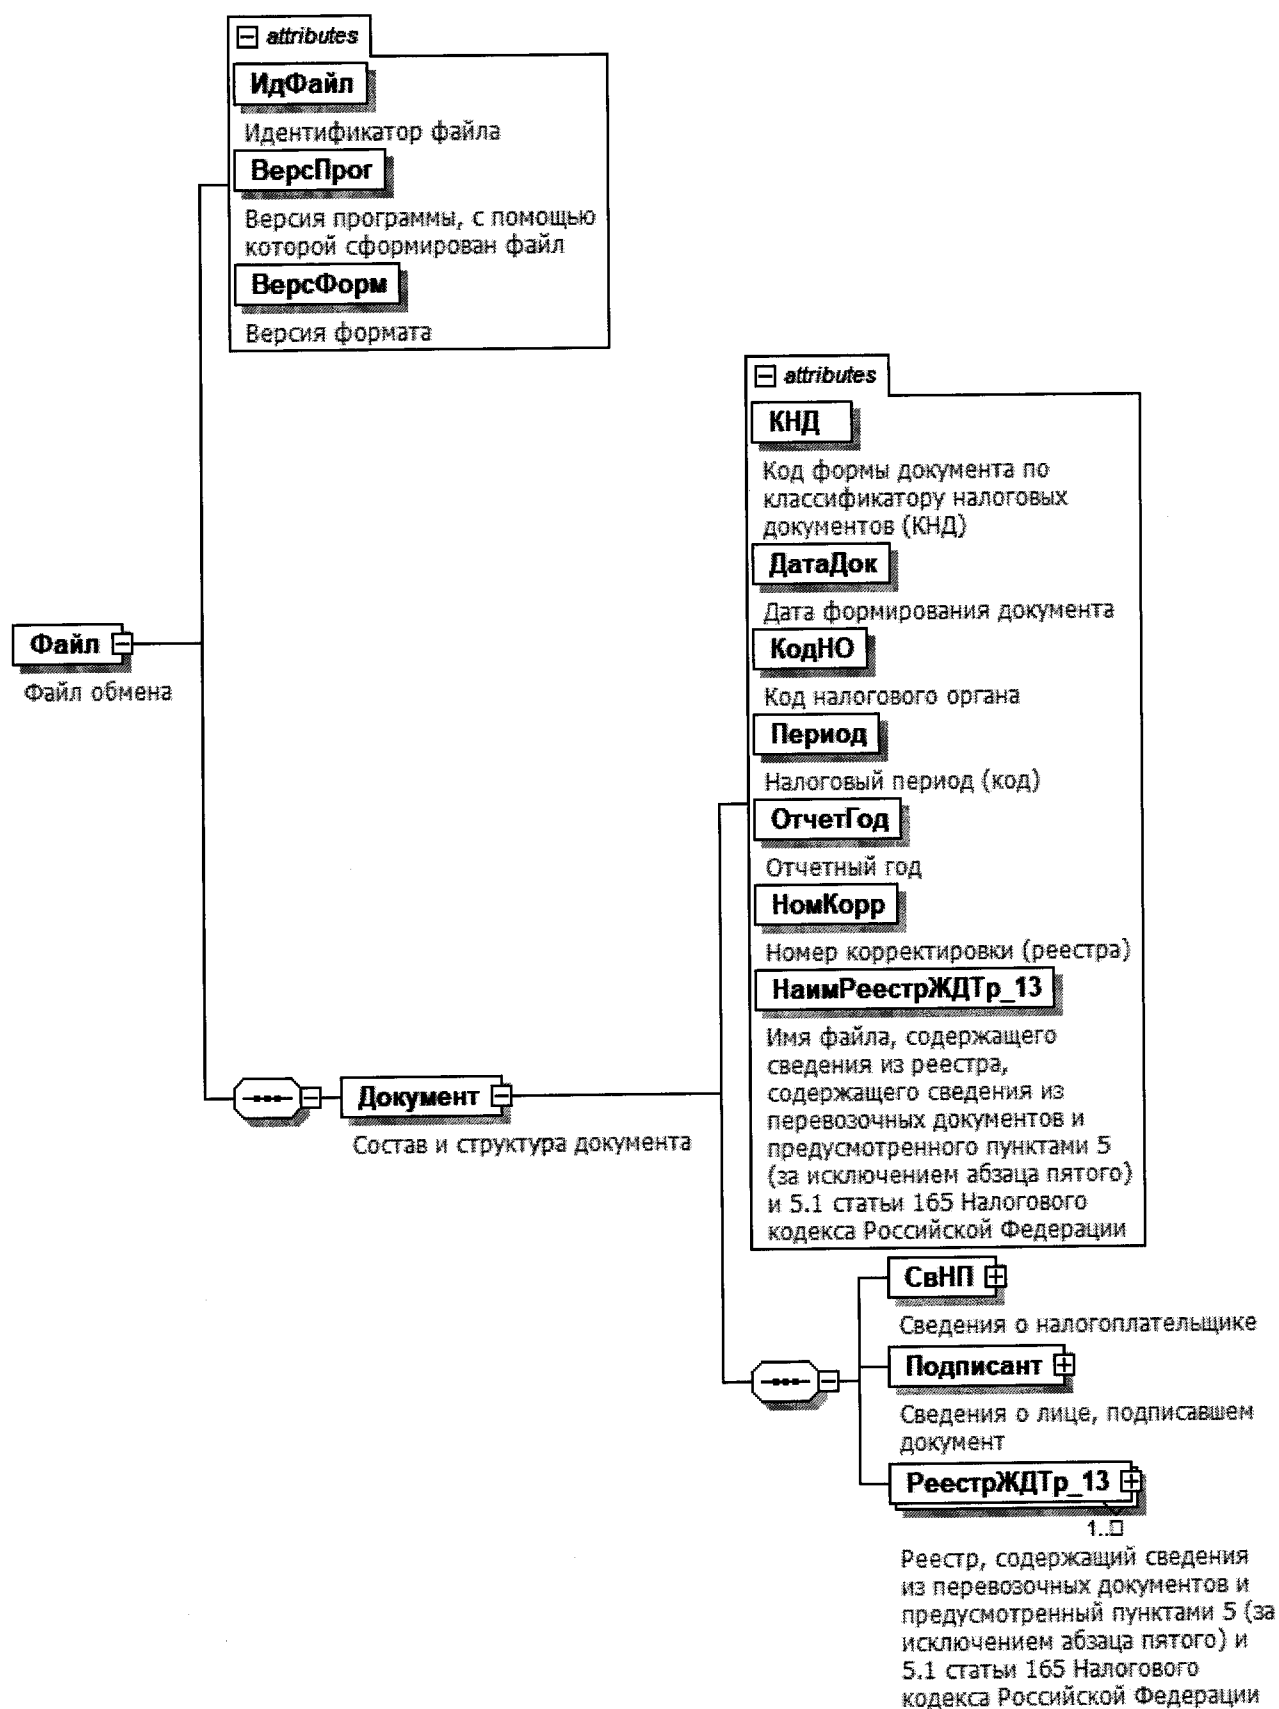 attributes
ИдФайл
Идентификатор файла
ВерсПрог
Версия программы, с помощью
которой сформирован файл
ВерсФорм
Версия формата
attributes
КНД
Код формы документа по
классификатору налоговых
документов (КНД)
ДатаДок
Дата формирования документа
КодНО
Код налогового органа
Период
Налоговый период (код)
ОтчетГод
Отчетный год
НомКорр
Номер корректировки (реестра)
НаимРеестрЖДТр_13
Имя файла, содержащего
сведения из реестра,
содержащего сведения из
перевозочных документов и
предусмотренного пунктами 5
(за исключением абзаца пятого)
и 5.1 статьи 165 Налогового
кодекса Российской Федерации
Файл
Файл обмена
Документ
Состав и структура документа
СвНП
Сведения о налогоплательщике
Подписант
Сведения о лице, подписавшем
документ
РеестрЖДТр_13
1..□
Реестр, содержащий сведения
из перевозочных документов и
предусмотренный пунктами 5 (за
исключением абзаца пятого) и
5.1 статьи 165 Налогового
кодекса Российской Федерации